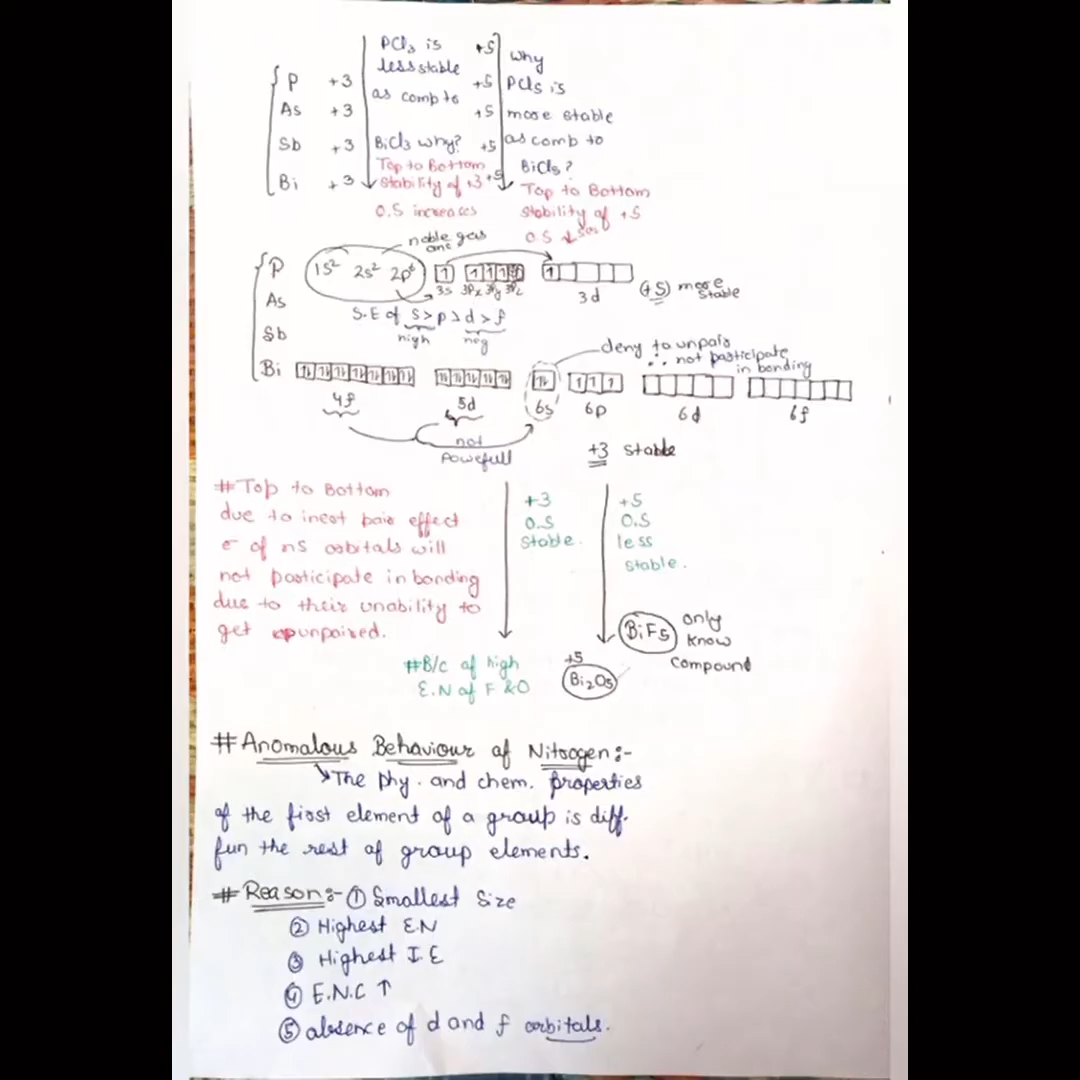 P +3
As +3
Sb +3
Bi +3
PCl3 is
less stable
as comb to
BiCl3 why?
Top to Bottom
stability of +3
O.S increases
+5
+5
+5
+5
+5
why
PCl5 is
more stable
as comb to
BiCl5?
Top to Bottom
stability of +5
O.S ↓ses
noble gas
P 1s² 2s² 2p⁶
3s 3Px 3Py 3Pz 3d
+5 more
stable
As
S.E of s>p>d>f
high neg
Sb
deny to unpair
∴ not participate
in bonding
Bi
4f 5d 6s 6p 6d 6f
not
Powefull
+3 stable
#Top to Bottom
due to inert pair effect
e⁻ of ns orbitals will
not participate in bonding
due to their unability to
get unpaired.
+3
O.S
stable.
+5
O.S
less
stable.
BiF5 only
know
compound
#B/c of high
E.N of F & O
+5
Bi2O5
#Anomalous Behaviour of Nitrogen:-
↘The phy. and chem. properties
of the first element of a group is diff.
fun the rest of group elements.
#Reason:- ① Smallest Size
② Highest E.N
③ Highest I.E
④ E.N.C ↑
⑤ absence of d and f orbitals.